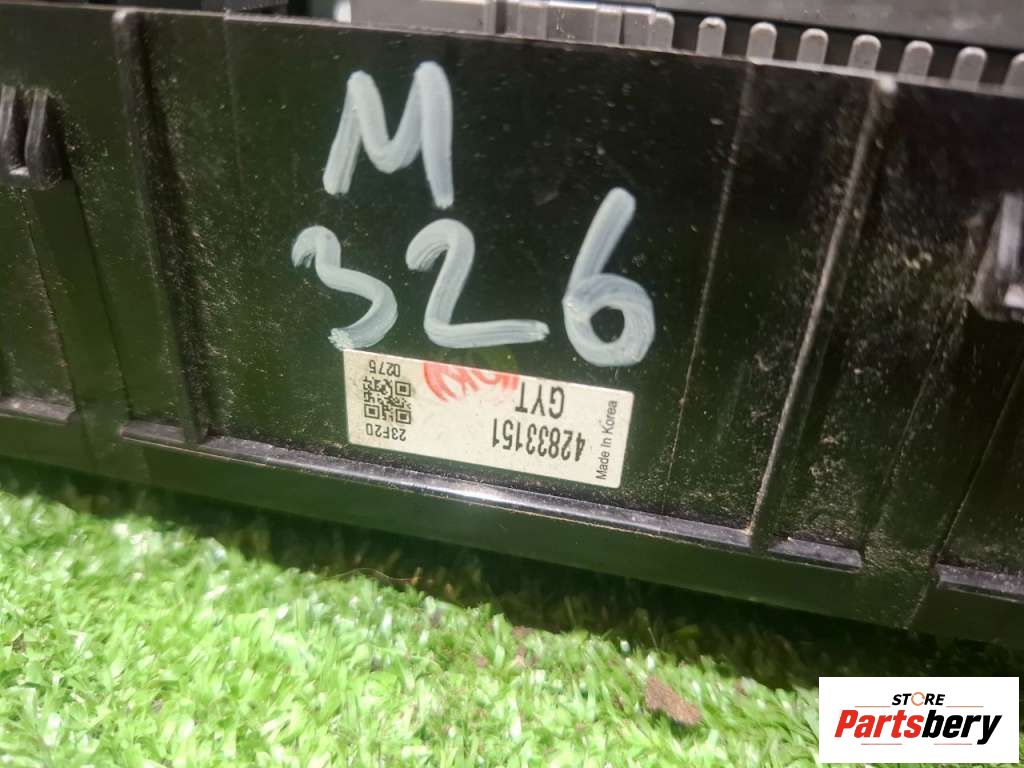 M
326
42833151
GYT
Made In Korea
23F20
0275
STORE
Partsbery